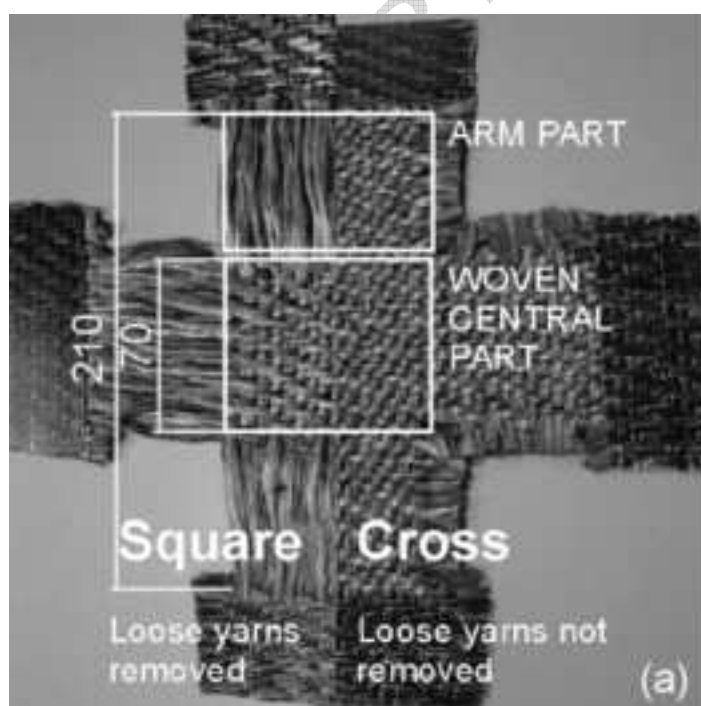 ARM PART
WOVEN
CENTRAL
PART
210
70
Square Cross
Loose yarns removed
Loose yarns not removed
(a)